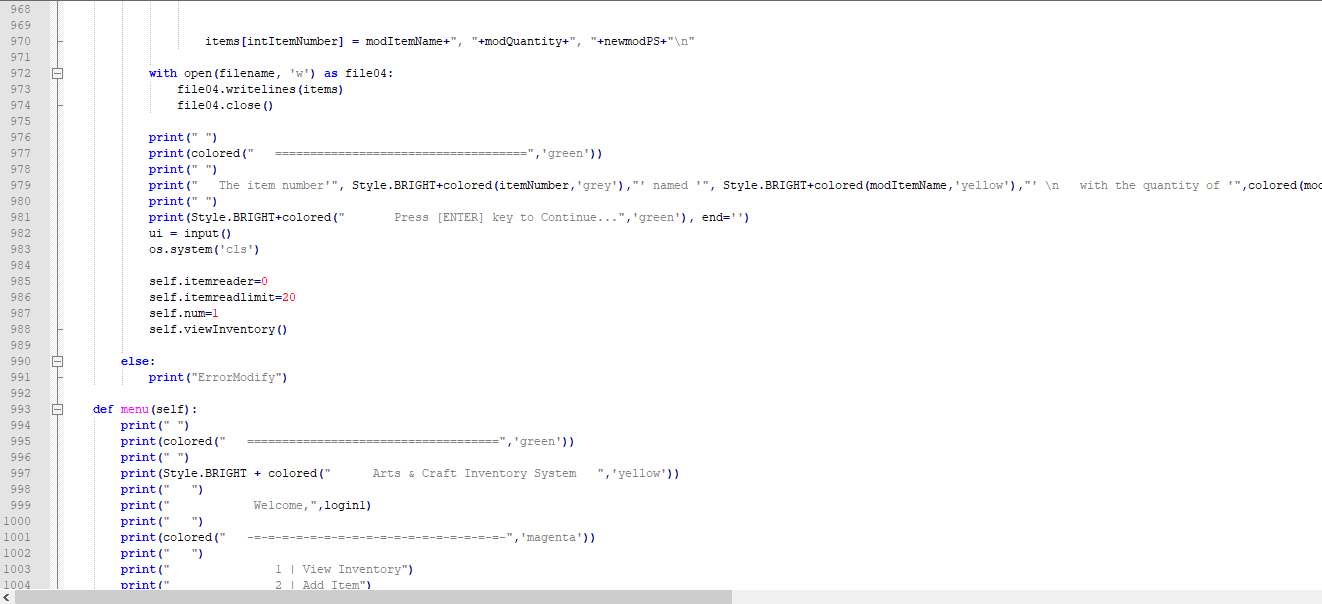 968
969
970 items[intItemNumber] = modItemName+", "+modQuantity+", "+newmodPS+"\n"
971
972 with open(filename, 'w') as file04:
973 file04.writelines(items)
974 file04.close()
975
976 print(" ")
977 print(colored("   ====================================",'green'))
978 print(" ")
979 print("   The item number'", Style.BRIGHT+colored(itemNumber,'grey'),"' named '", Style.BRIGHT+colored(modItemName,'yellow'),"' \n   with the quantity of '",colored(mod
980 print(" ")
981 print(Style.BRIGHT+colored("       Press [ENTER] key to Continue...",'green'), end='')
982 ui = input()
983 os.system('cls')
984
985 self.itemreader=0
986 self.itemreadlimit=20
987 self.num=1
988 self.viewInventory()
989
990 else:
991 print("ErrorModify")
992
993 def menu(self):
994 print(" ")
995 print(colored("   ====================================",'green'))
996 print(" ")
997 print(Style.BRIGHT + colored("      Arts & Craft Inventory System   ",'yellow'))
998 print("   ")
999 print("            Welcome,",login1)
1000 print("   ")
1001 print(colored("   -=-=-=-=-=-=-=-=-=-=-=-=-=-=-=-=-=-=-",'magenta'))
1002 print("   ")
1003 print("               1 | View Inventory")
1004 print("               2 | Add Item")